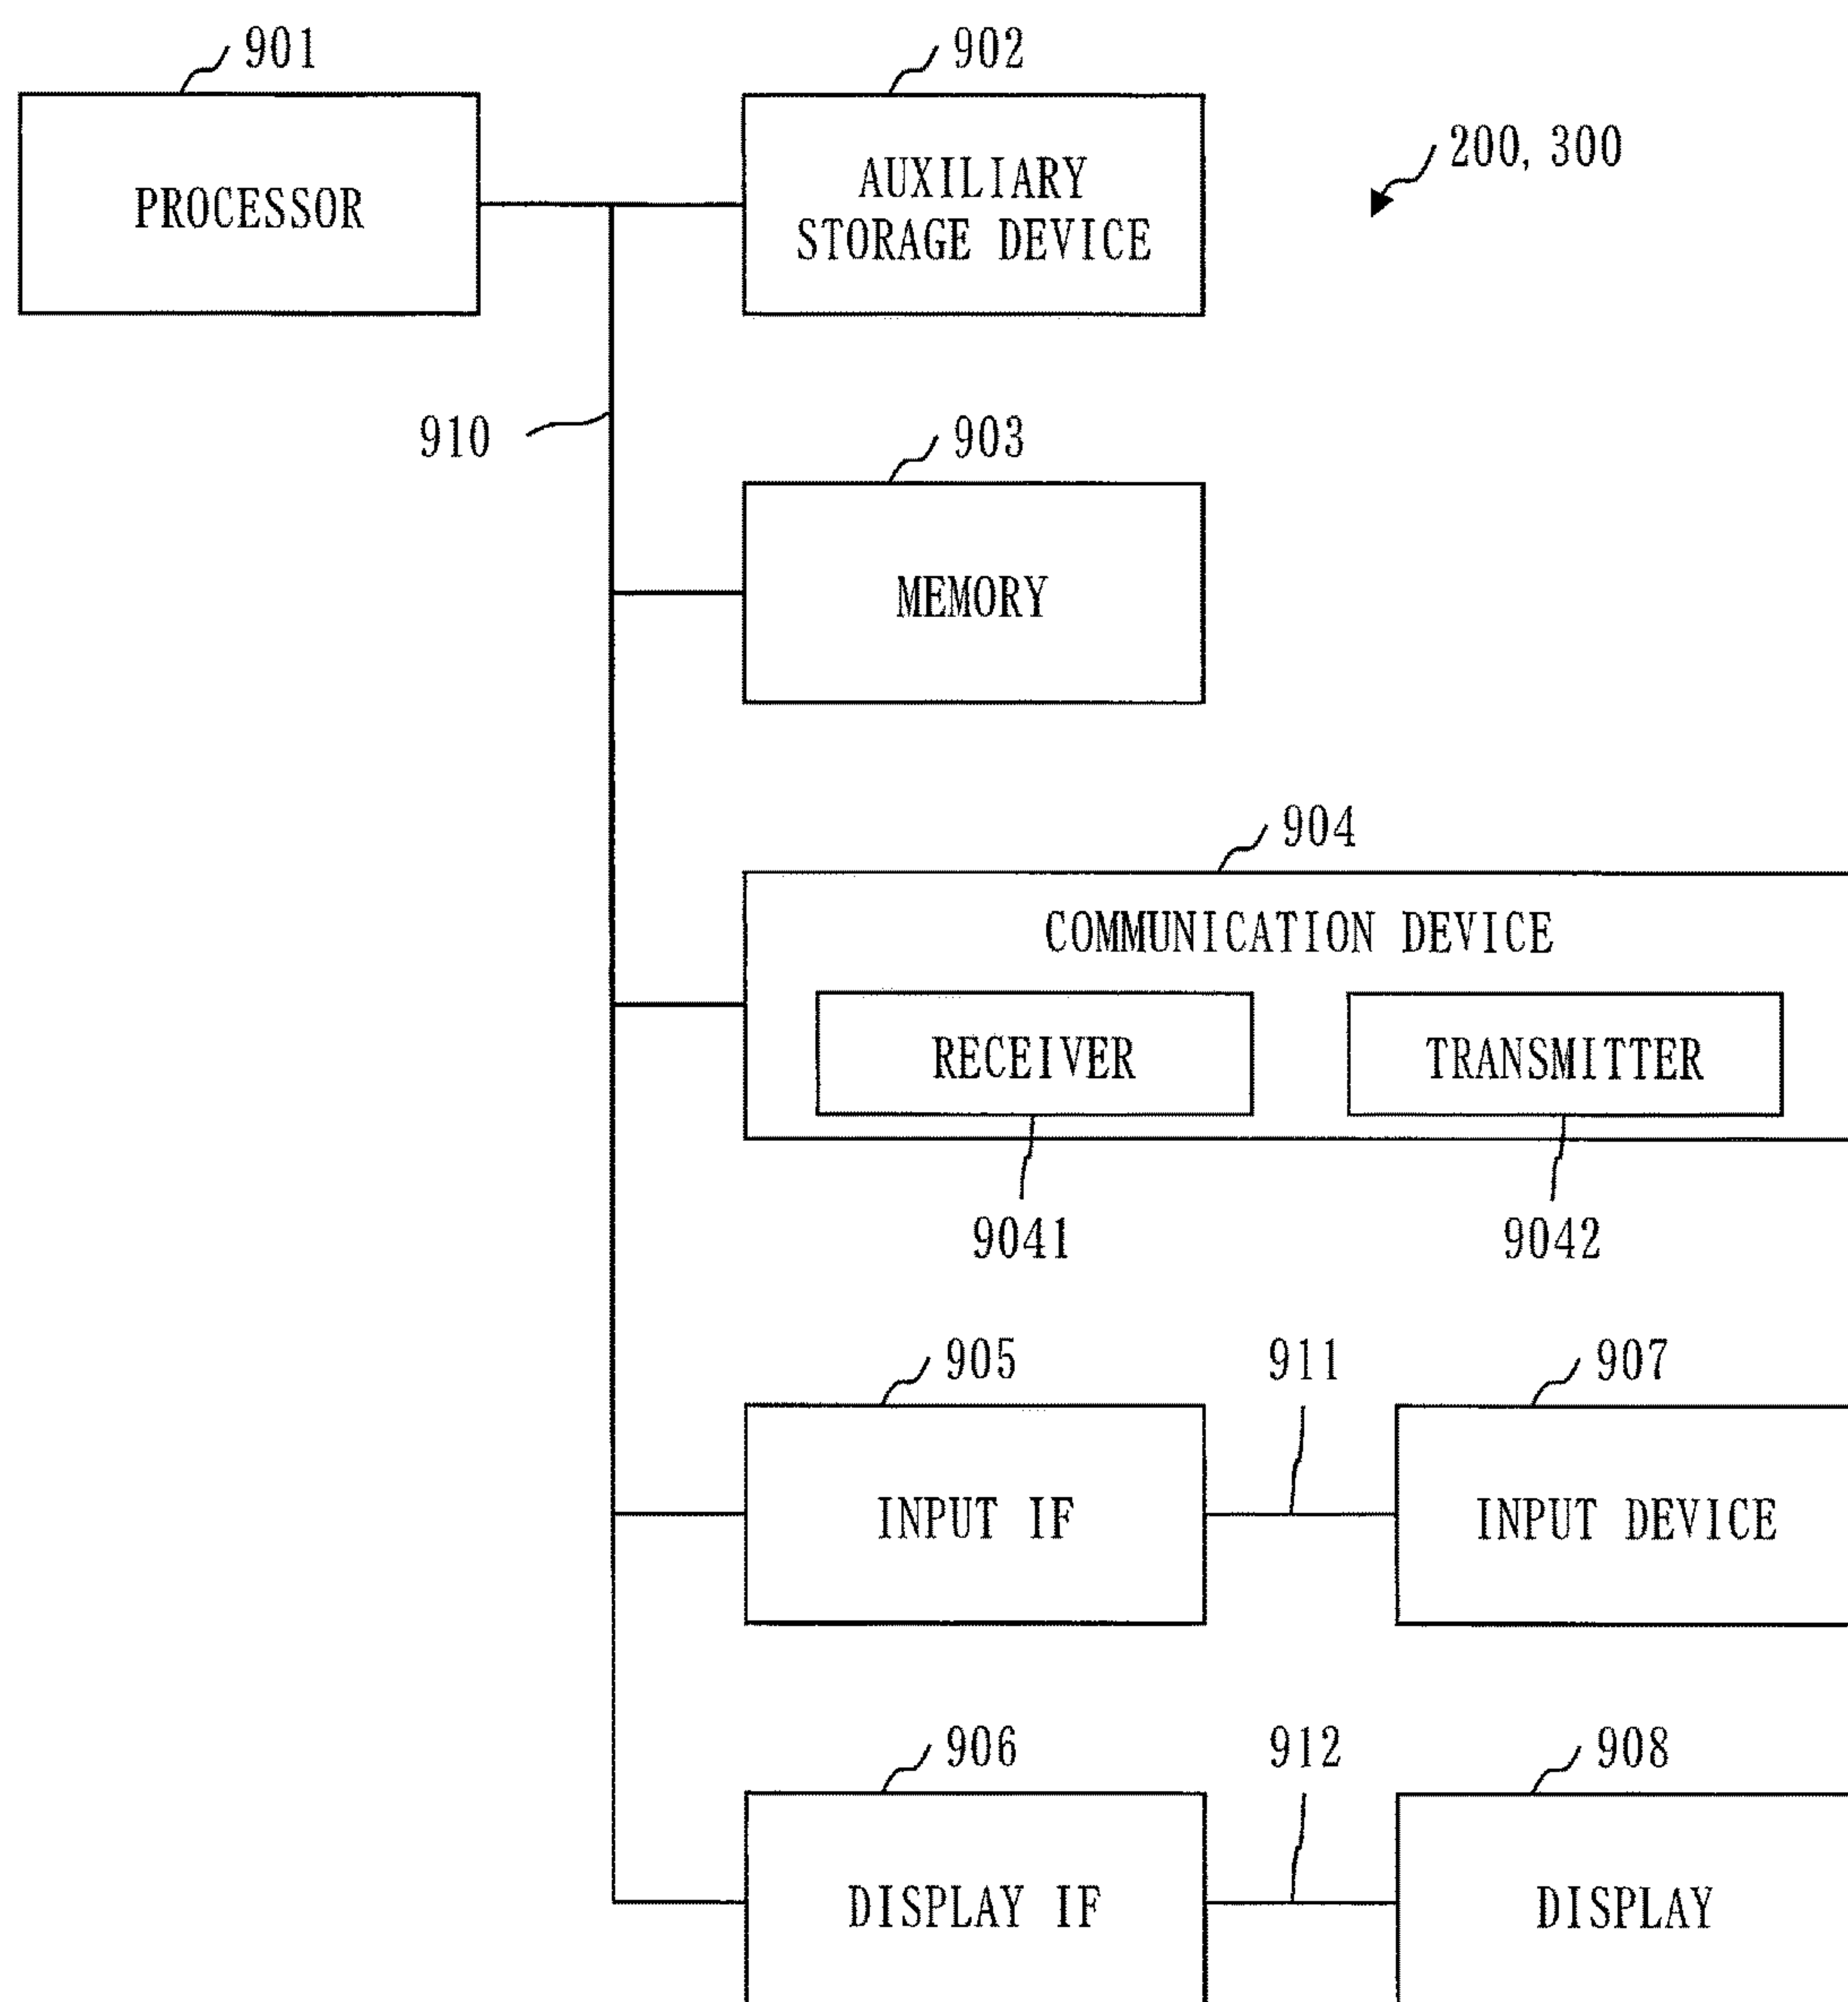 901
902
200, 300
PROCESSOR
AUXILIARY
STORAGE DEVICE
910
903
MEMORY
904
COMMUNICATION DEVICE
RECEIVER
TRANSMITTER
9041
9042
905
911
907
INPUT IF
INPUT DEVICE
906
912
908
DISPLAY IF
DISPLAY